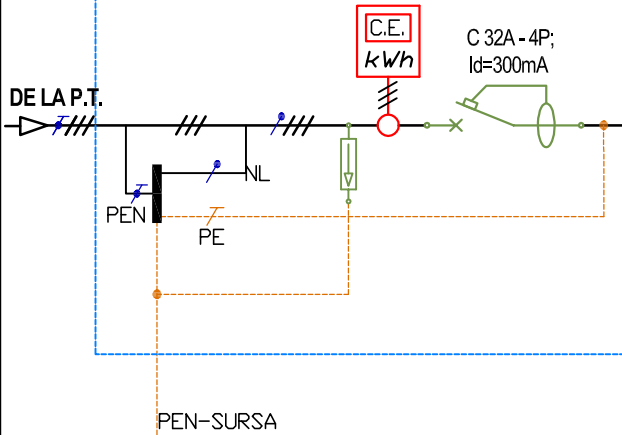 C.E.
kWh
C 32A - 4P;
Id=300mA
DE LA P.T.
NL
PEN
PE
PEN-SURSA